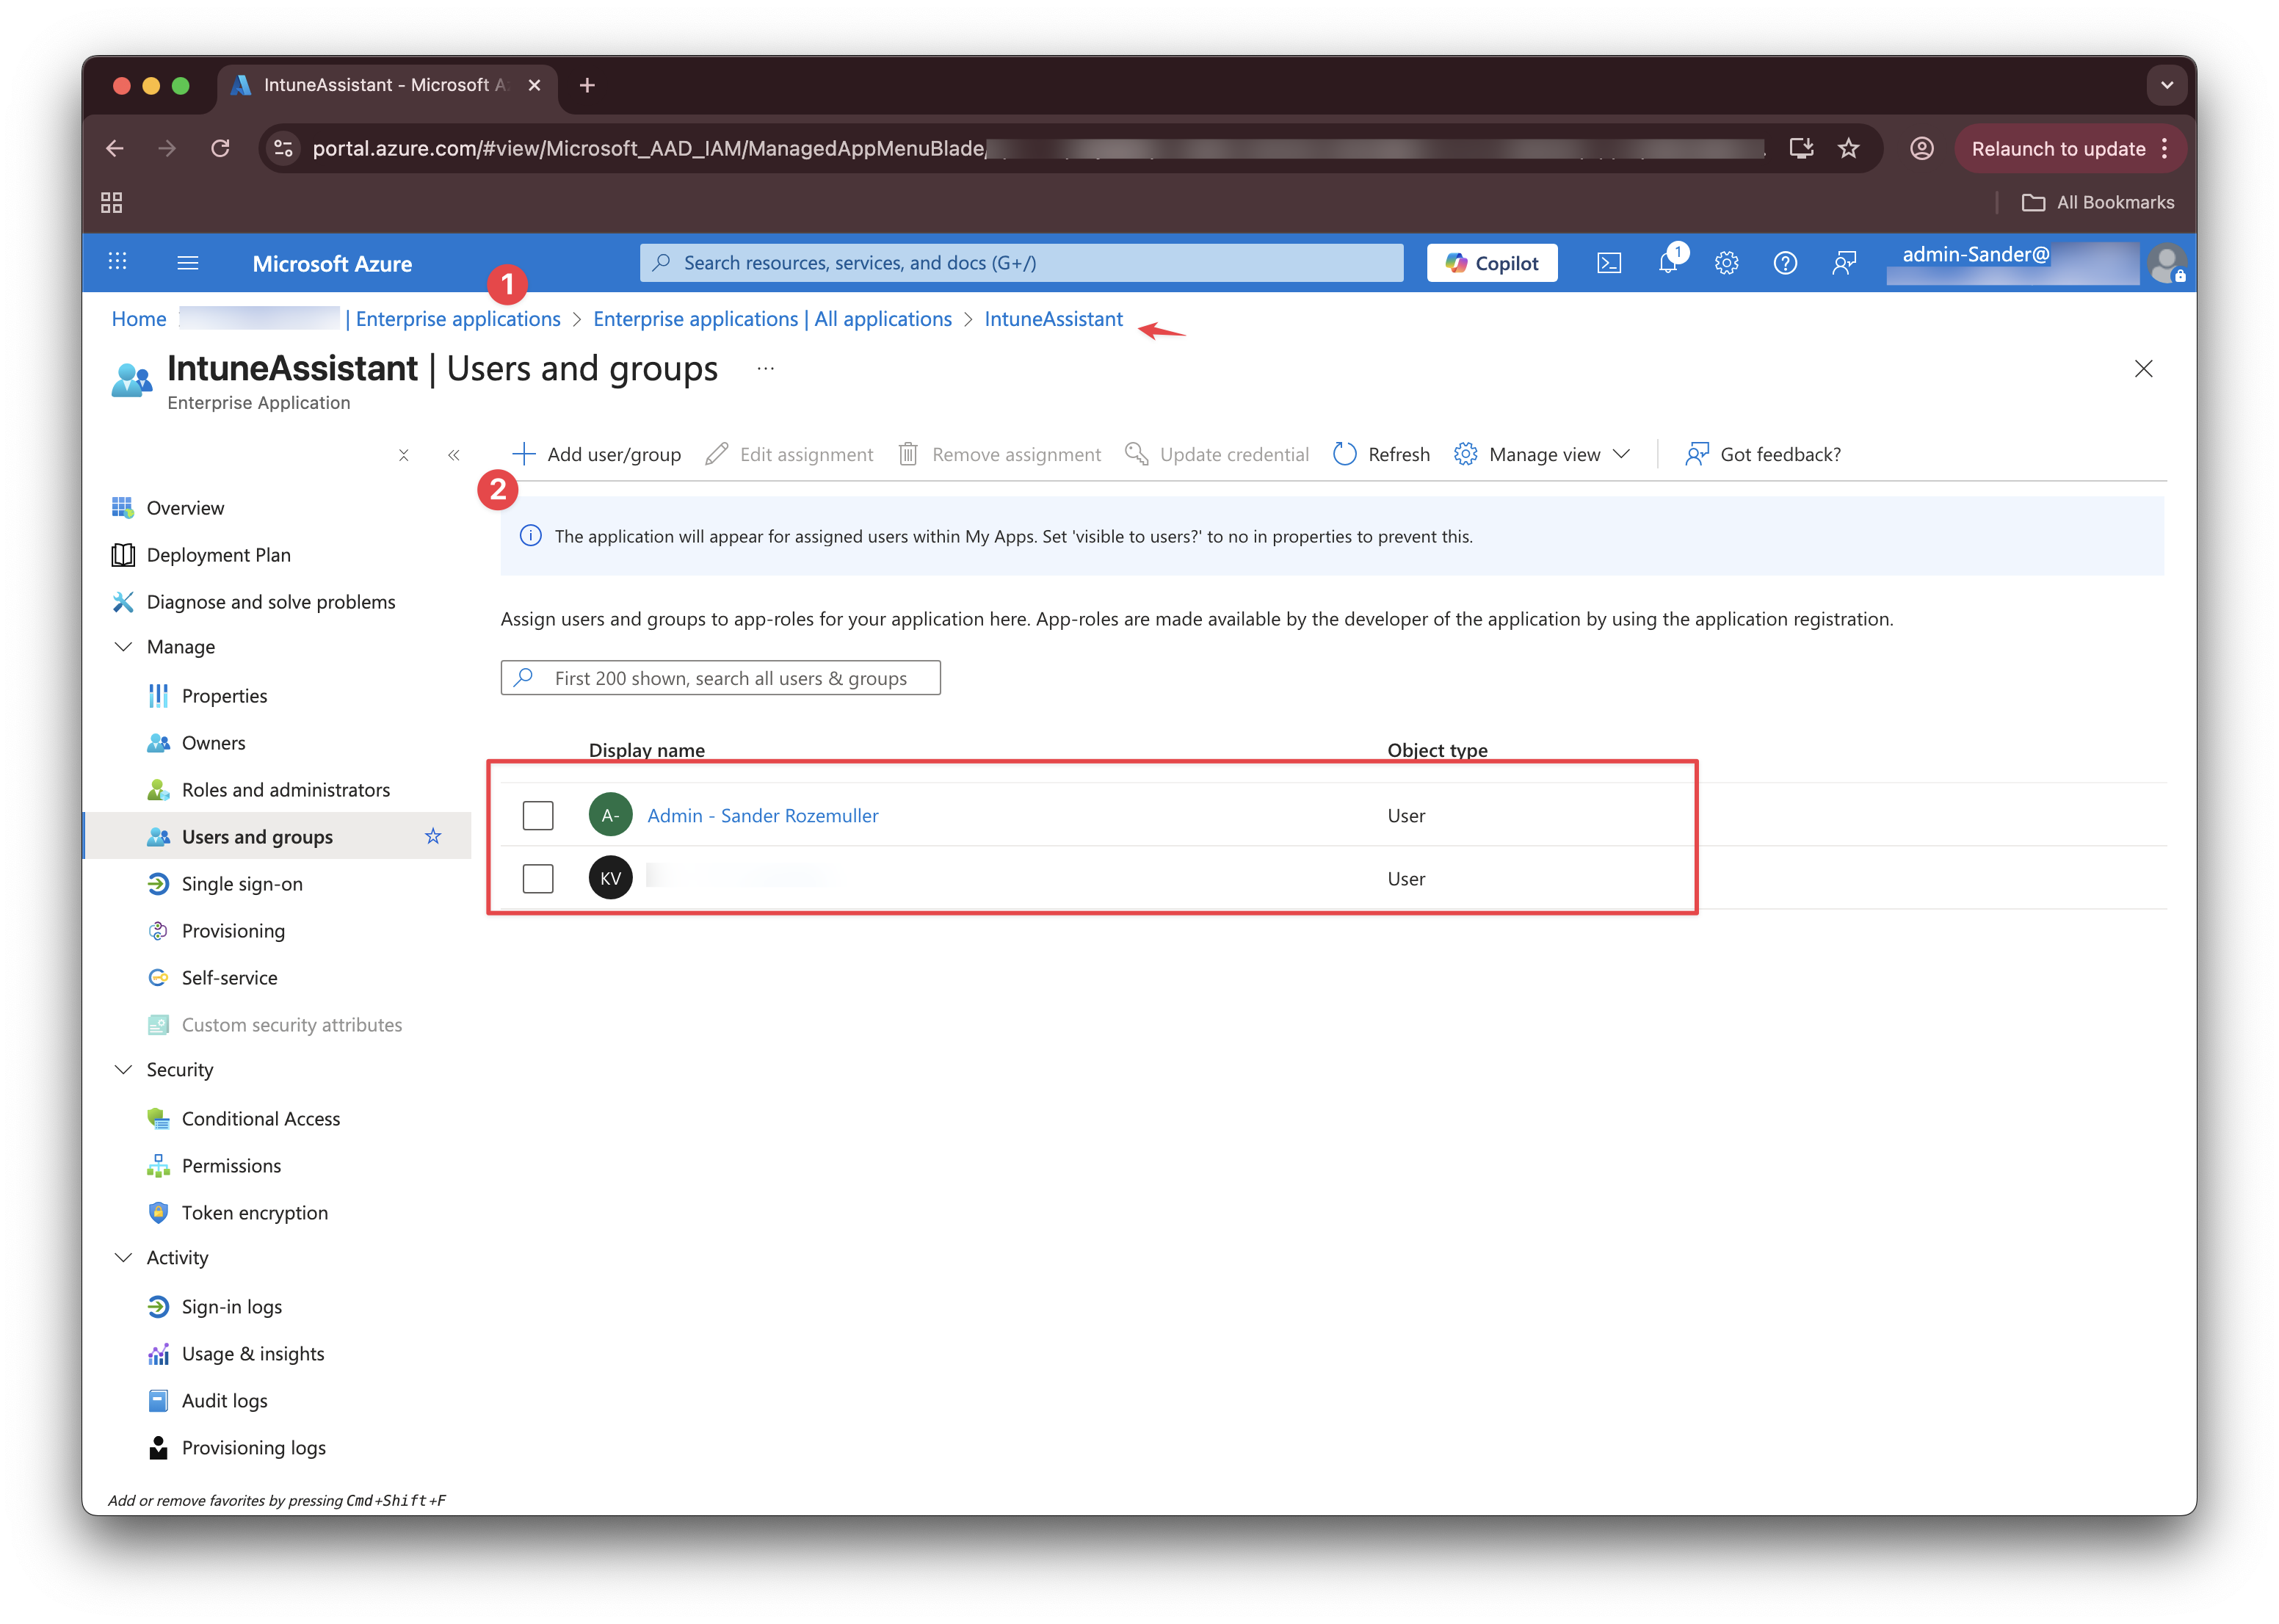 IntuneAssistant - Microsoft A
portal.azure.com/#view/Microsoft_AAD_IAM/ManagedAppMenuBlade/
Relaunch to update
All Bookmarks
Microsoft Azure
Search resources, services, and docs (G+/)
Copilot
1
admin-Sander@
1
Home | Enterprise applications > Enterprise applications | All applications > IntuneAssistant
IntuneAssistant | Users and groups ...
Enterprise Application
Add user/group Edit assignment Remove assignment Update credential Refresh Manage view Got feedback?
2
The application will appear for assigned users within My Apps. Set 'visible to users?' to no in properties to prevent this.
Assign users and groups to app-roles for your application here. App-roles are made available by the developer of the application by using the application registration.
First 200 shown, search all users & groups
Display name Object type
A- Admin - Sander Rozemuller User
KV User
Overview
Deployment Plan
Diagnose and solve problems
Manage
Properties
Owners
Roles and administrators
Users and groups
Single sign-on
Provisioning
Self-service
Custom security attributes
Security
Conditional Access
Permissions
Token encryption
Activity
Sign-in logs
Usage & insights
Audit logs
Provisioning logs
Add or remove favorites by pressing Cmd+Shift+F